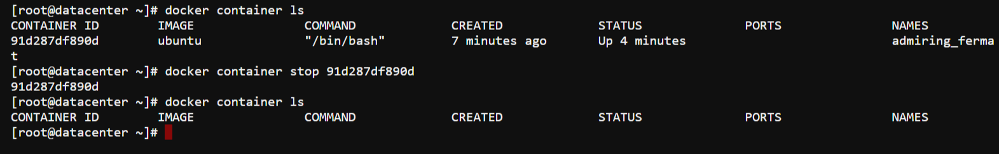 [root@datacenter ~]# docker container ls
CONTAINER ID        IMAGE               COMMAND             CREATED             STATUS              PORTS               NAMES
91d287df890d        ubuntu              "/bin/bash"         7 minutes ago       Up 4 minutes                            admiring_ferma
t
[root@datacenter ~]# docker container stop 91d287df890d
91d287df890d
[root@datacenter ~]# docker container ls
CONTAINER ID        IMAGE               COMMAND             CREATED             STATUS              PORTS               NAMES
[root@datacenter ~]#